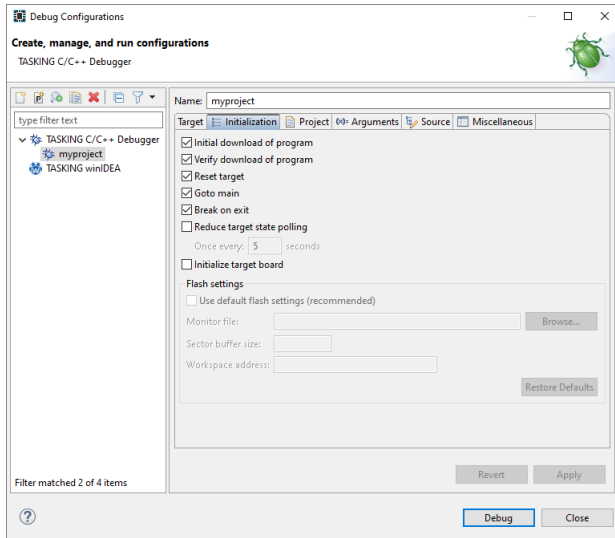 Debug Configurations
Create, manage, and run configurations
TASKING C/C++ Debugger
type filter text
TASKING C/C++ Debugger
myproject
TASKING winIDEA
Filter matched 2 of 4 items
Name: myproject
Target Initialization Project (x)= Arguments Source Miscellaneous
Initial download of program
Verify download of program
Reset target
Goto main
Break on exit
Reduce target state polling
Once every: 5 seconds
Initialize target board
Flash settings
Use default flash settings (recommended)
Monitor file: Browse...
Sector buffer size:
Workspace address:
Restore Defaults
Revert Apply
Debug Close